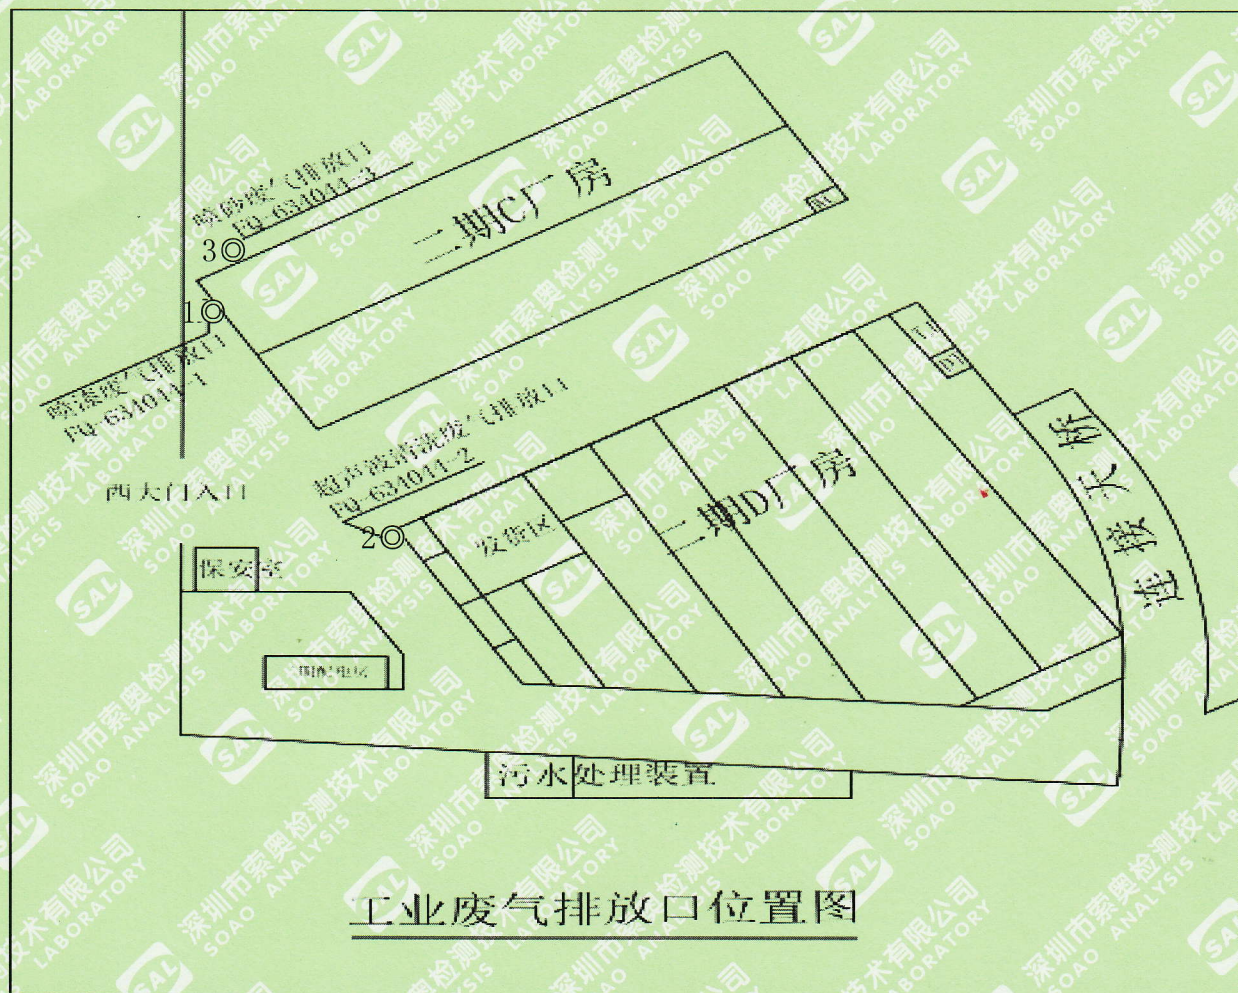 喷砂废气排放口
FQ-634044-3
3
二期C厂房
1
喷漆废气排放口
FQ-634044-1
超声波清洗废气排放口
FQ-634044-2
西大门入口
2
发货区
二期D厂房
连接天桥
保安室
污水处理装置
工业废气排放口位置图
SAL
深圳市索奥检测技术有限公司
SOAO ANALYSIS LABORATORY